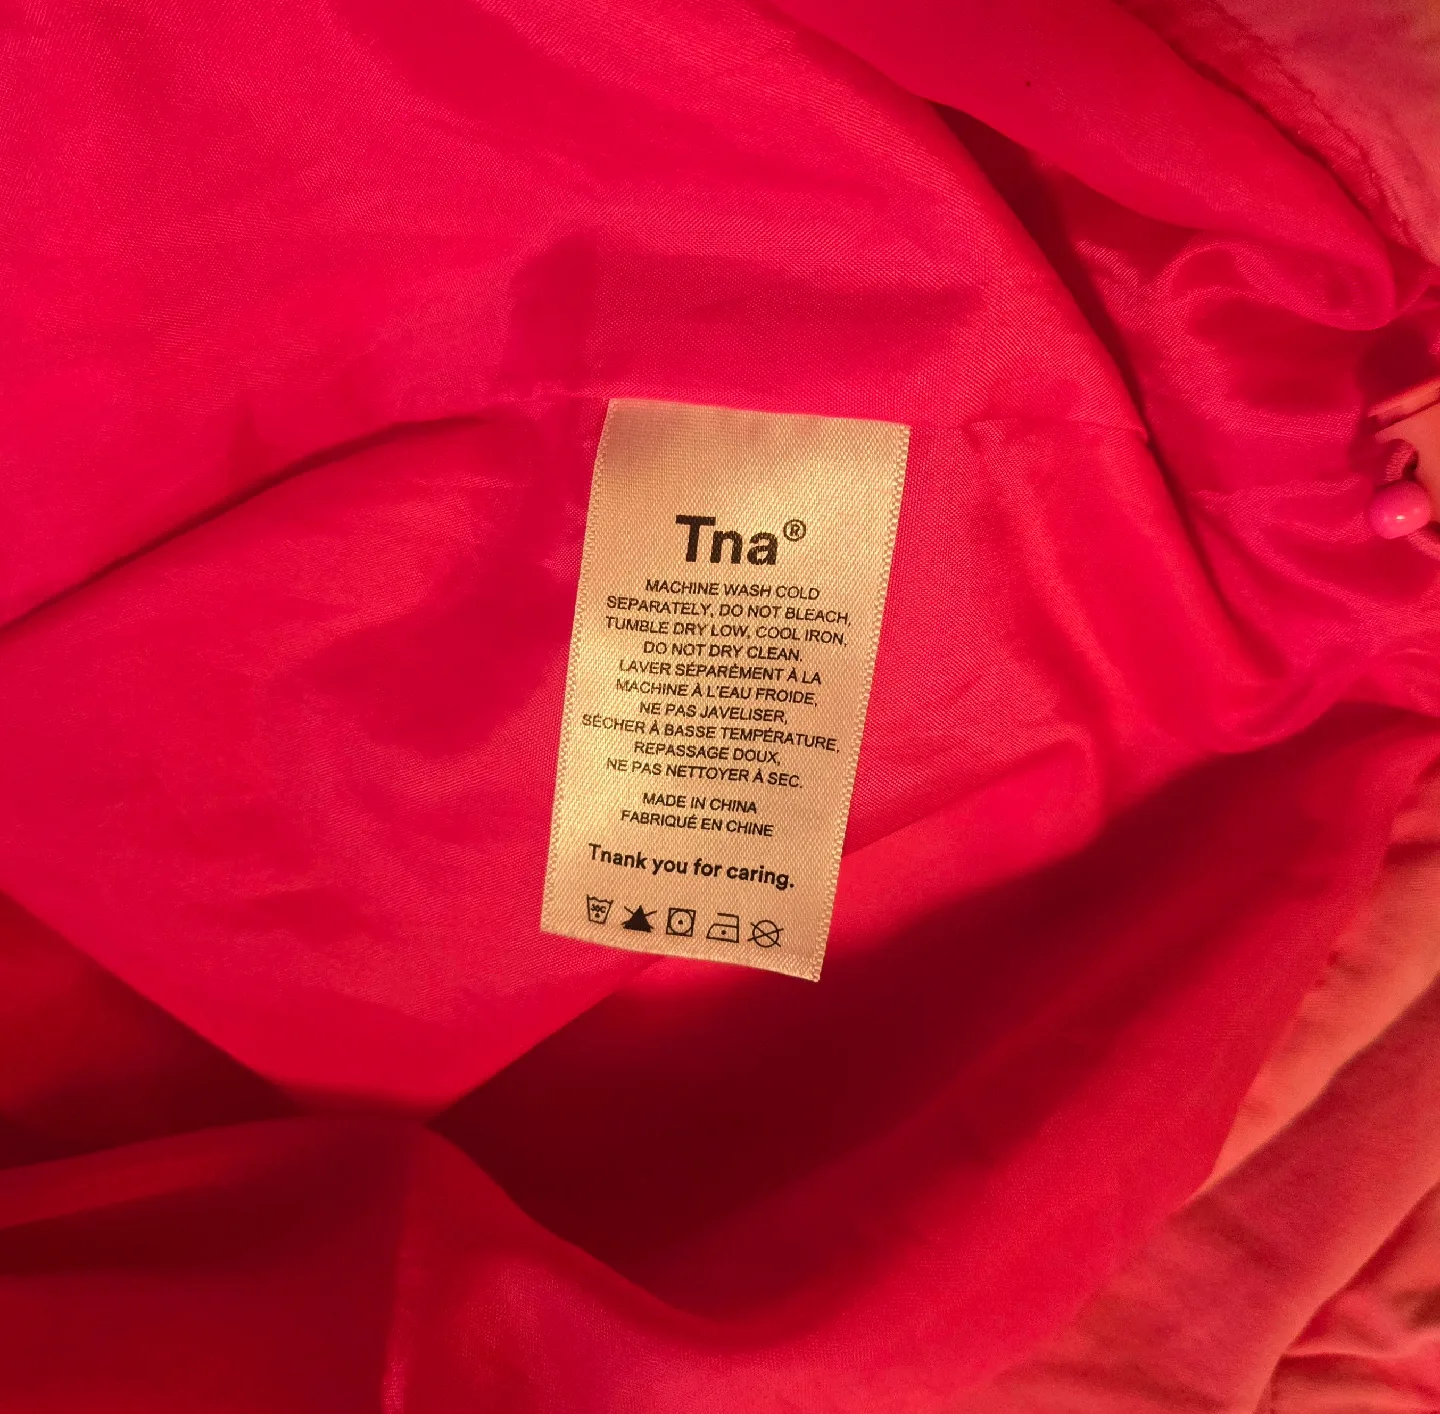 Tna®
MACHINE WASH COLD
SEPARATELY, DO NOT BLEACH,
TUMBLE DRY LOW, COOL IRON,
DO NOT DRY CLEAN.
LAVER SÉPARÉMENT À LA
MACHINE À L'EAU FROIDE,
NE PAS JAVELISER,
SÉCHER À BASSE TEMPÉRATURE,
REPASSAGE DOUX,
NE PAS NETTOYER À SEC.
MADE IN CHINA
FABRIQUÉ EN CHINE
Tnank you for caring.